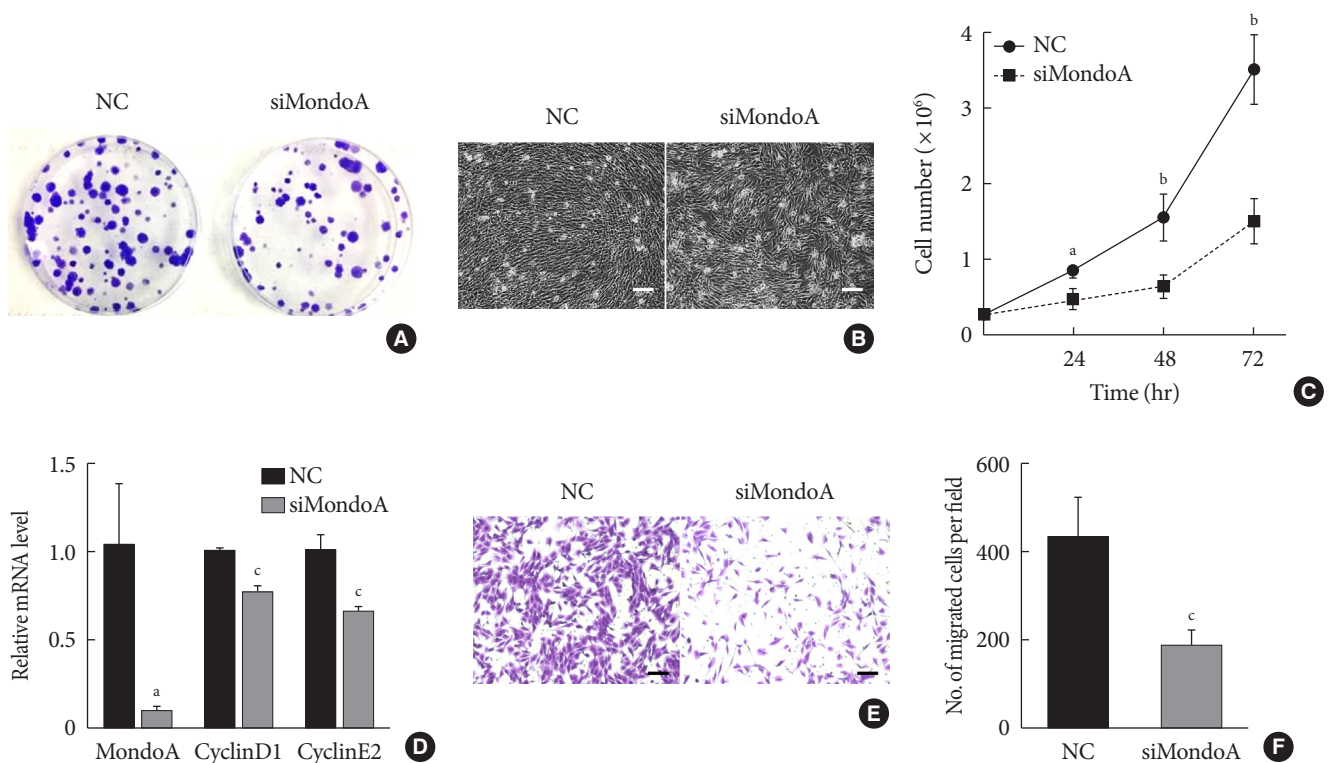 NC siMondoA
A
NC siMondoA
B
4
3
2
1
0
Cell number (×10⁶)
NC
siMondoA
a
b
b
24 48 72
Time (hr)
C
1.5
1.0
0.5
0
Relative mRNA level
NC
siMondoA
a
c
c
MondoA CyclinD1 CyclinE2
D
NC siMondoA
E
600
400
200
0
No. of migrated cells per field
c
NC siMondoA
F